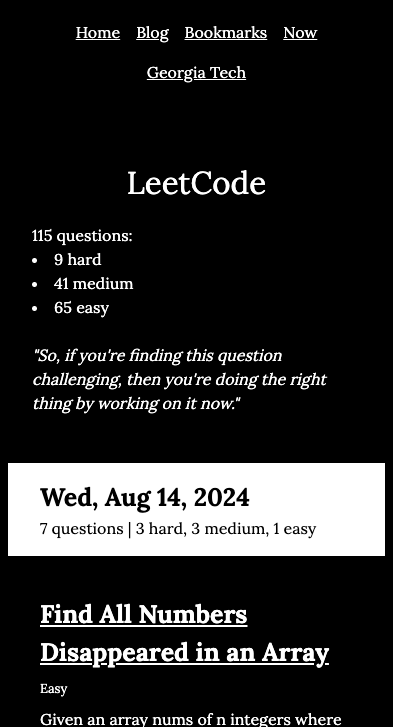 Home Blog Bookmarks Now
Georgia Tech
LeetCode
115 questions:
• 9 hard
• 41 medium
• 65 easy
"So, if you're finding this question
challenging, then you're doing the right
thing by working on it now."
Wed, Aug 14, 2024
7 questions | 3 hard, 3 medium, 1 easy
Find All Numbers
Disappeared in an Array
Easy
Given an array nums of n integers where